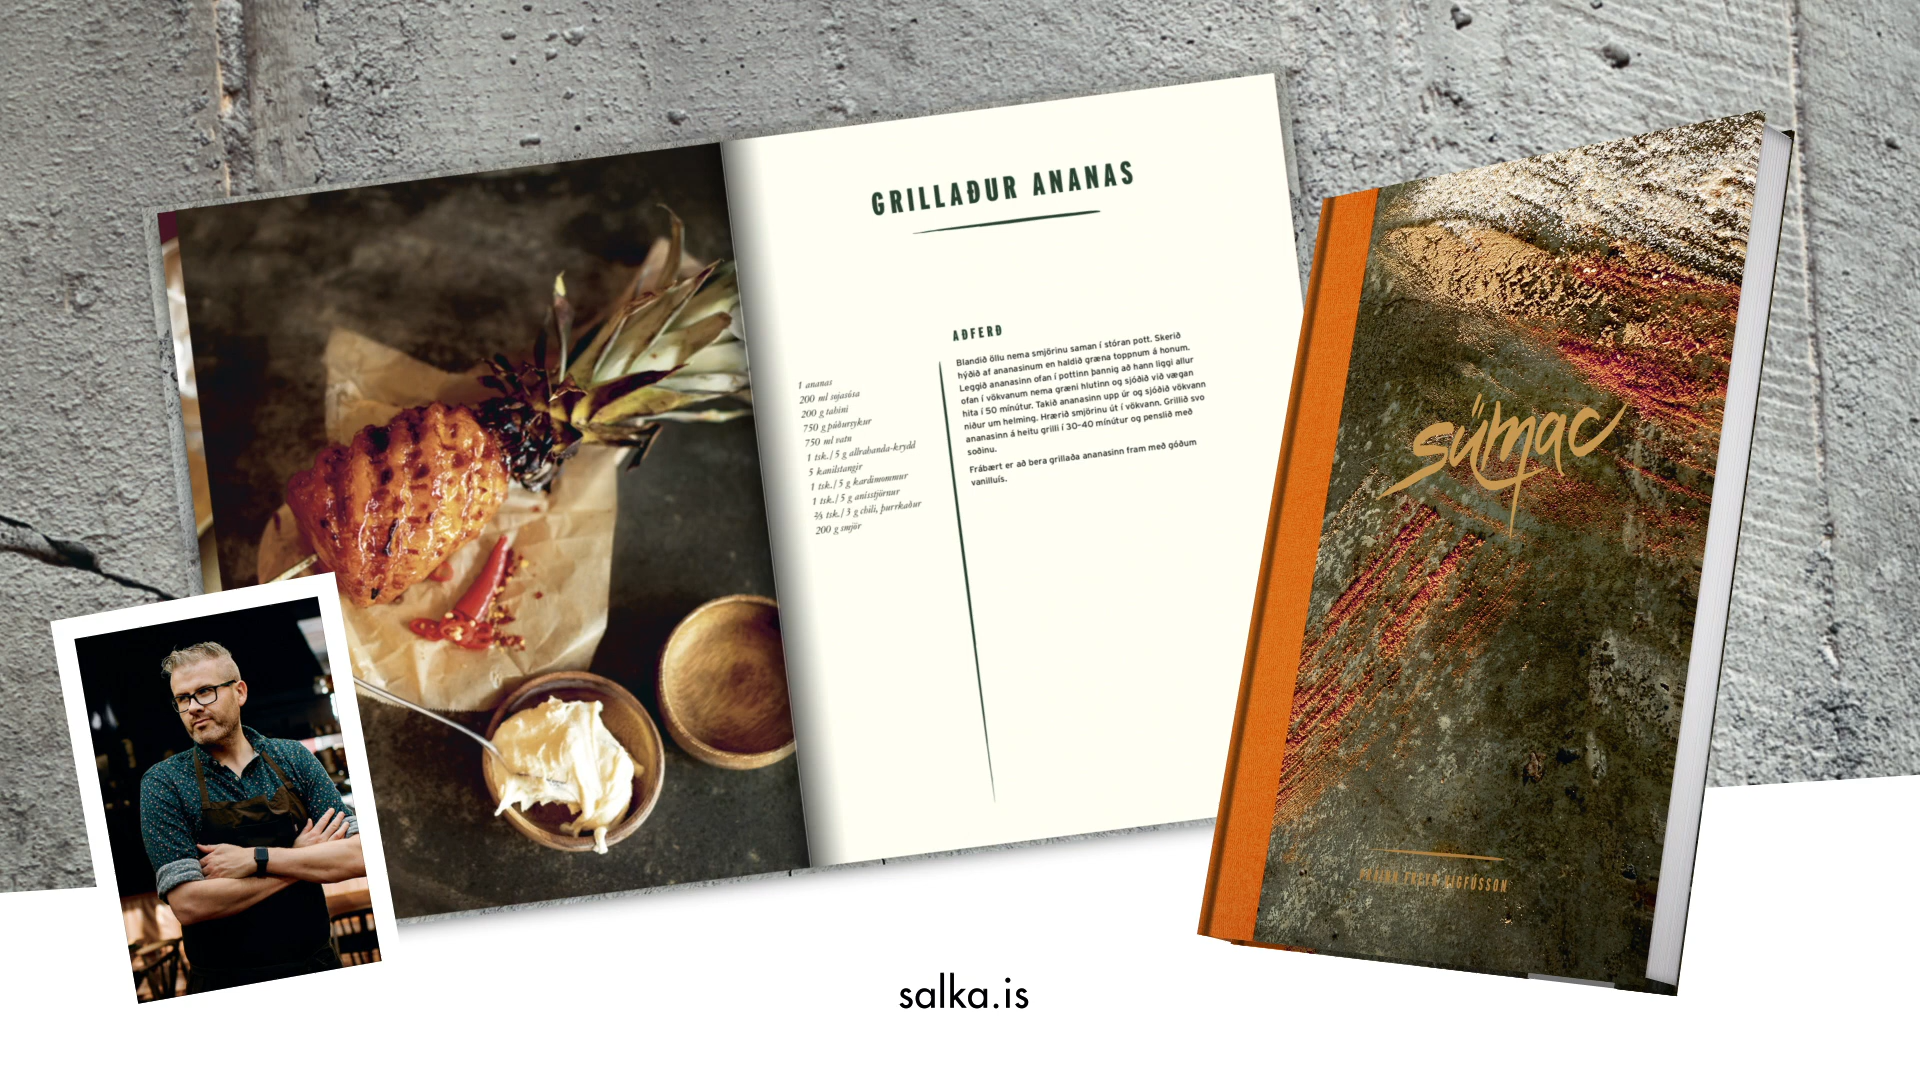 GRILLAÐUR ANANAS
1 ananas
200 ml sojasósa
200 g tahini
750 g púðursykur
750 ml vatn
1 tsk./ 5 g allrahanda-krydd
5 kanilstangir
1 tsk./ 5 g kardimommur
1 tsk./ 5 g anísstjörnur
⅔ tsk./ 3 g chili, þurrkaður
200 g smjör
AÐFERÐ
Blandið öllu nema smjörinu saman í stóran pott. Skerið
hýðið af ananasinum en haldið græna toppnum á honum.
Leggið ananasinn ofan í pottinn þannig að hann liggi allur
ofan í vökvanum nema græni hlutinn og sjóðið við vægan
hita í 50 mínútur. Takið ananasinn upp úr og sjóðið vökvann
niður um helming. Hrærið smjörinu út í vökvann. Grillið svo
ananasinn á heitu grilli í 30-40 mínútur og penslið með
soðinu.
Frábært er að bera grillaða ananasinn fram með góðum
vanilluís.
sümac
ÞRÁINN FREYR VIGFÚSSON
salka.is